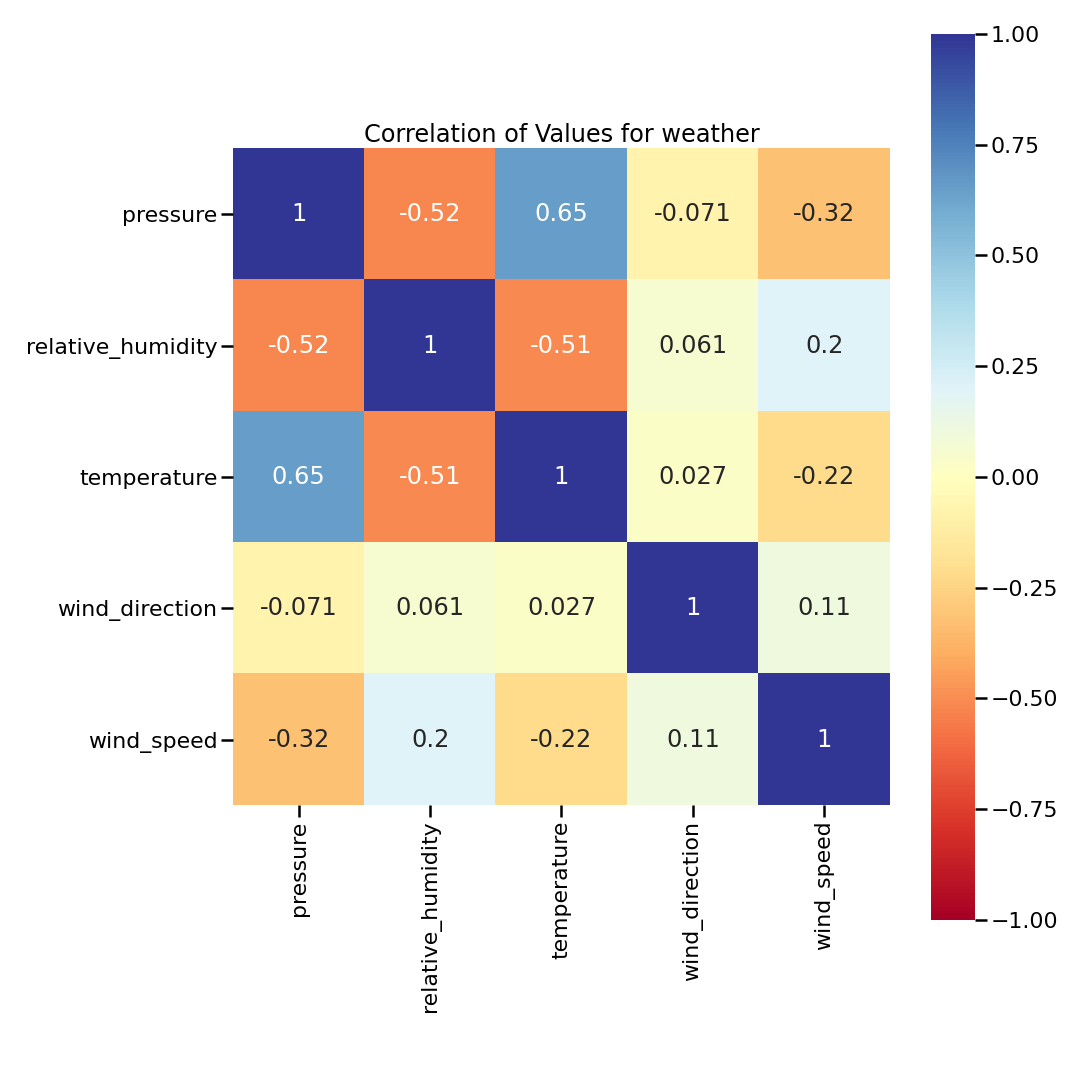 Correlation of Values for weather
pressure 1 -0.52 0.65 -0.071 -0.32
relative_humidity -0.52 1 -0.51 0.061 0.2
temperature 0.65 -0.51 1 0.027 -0.22
wind_direction -0.071 0.061 0.027 1 0.11
wind_speed -0.32 0.2 -0.22 0.11 1
pressure relative_humidity temperature wind_direction wind_speed
1.00
0.75
0.50
0.25
0.00
−0.25
−0.50
−0.75
−1.00